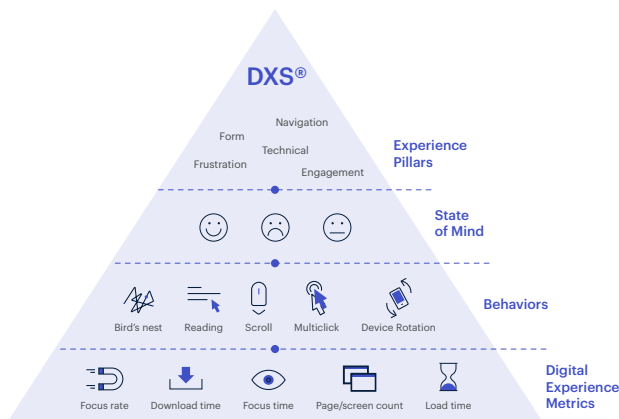 DXS®
Navigation
Form
Technical
Frustration
Engagement
Experience
Pillars
State
of Mind
Bird's nest
Reading
Scroll
Multiclick
Device Rotation
Behaviors
Focus rate
Download time
Focus time
Page/screen count
Load time
Digital
Experience
Metrics